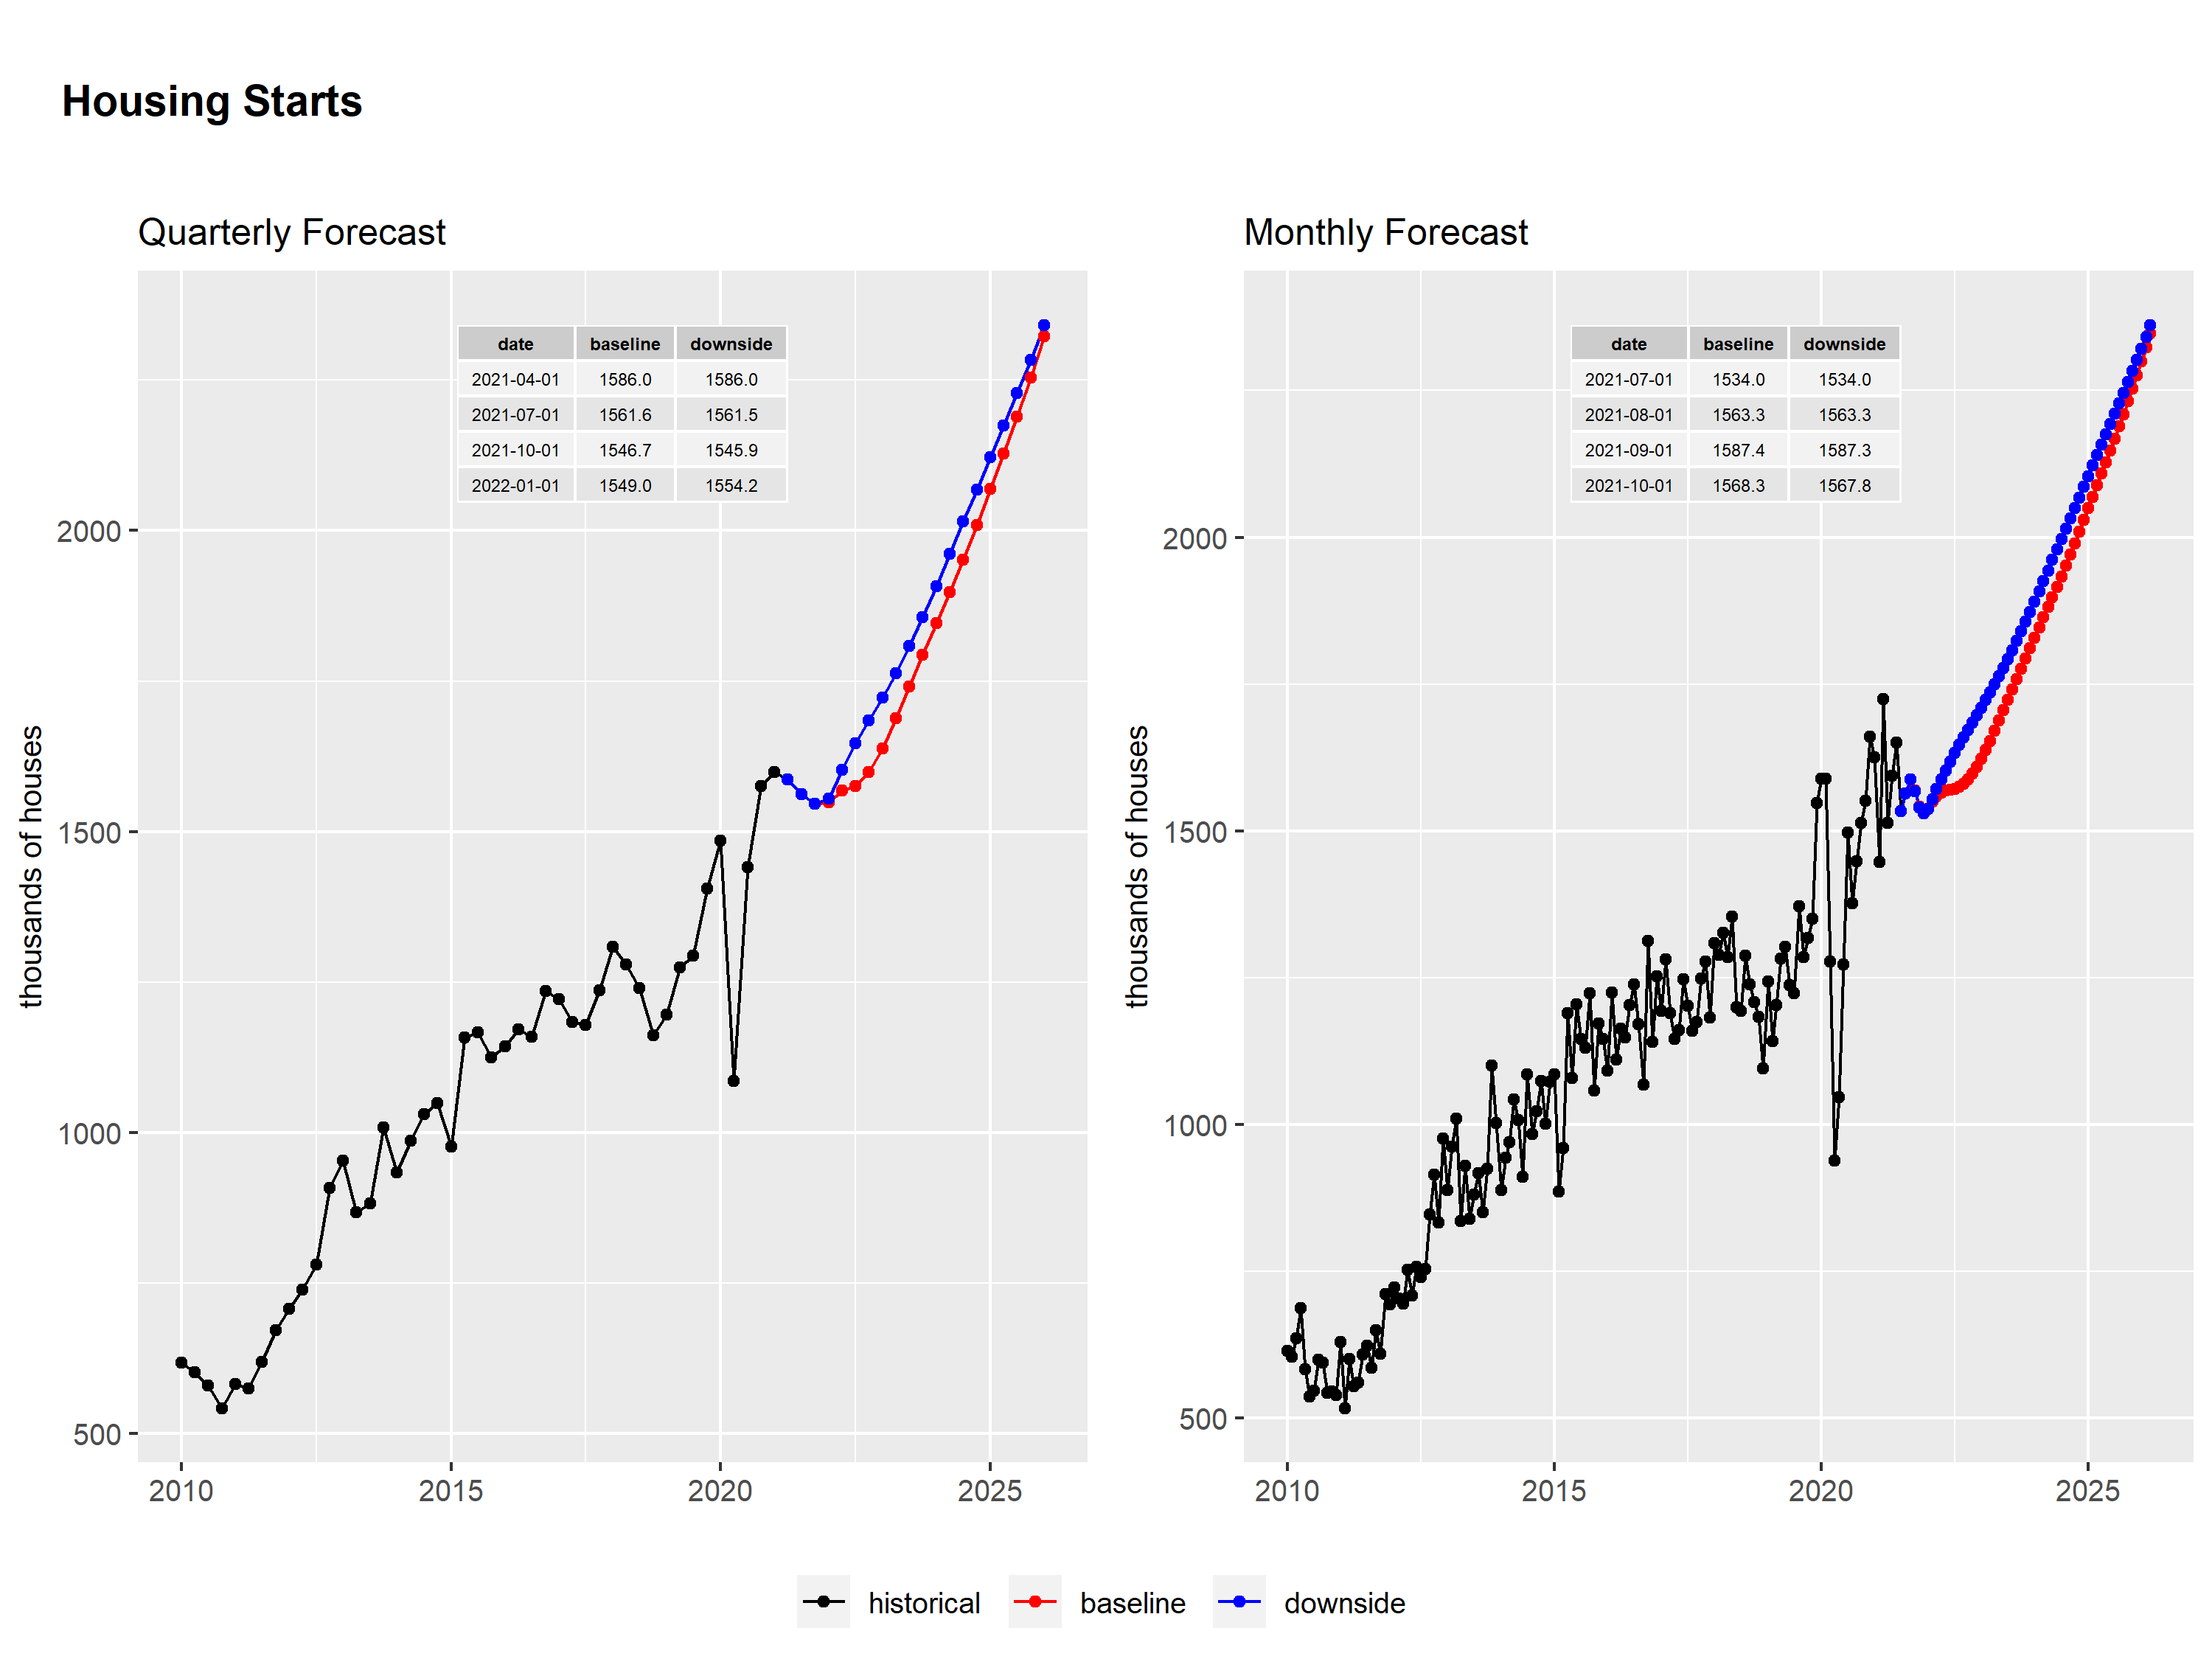 Housing Starts
Quarterly Forecast
thousands of houses
2000
1500
1000
500
2010 2015 2020 2025
date baseline downside
2021-04-01 1586.0 1586.0
2021-07-01 1561.6 1561.5
2021-10-01 1546.7 1545.9
2022-01-01 1549.0 1554.2
Monthly Forecast
thousands of houses
2000
1500
1000
500
2010 2015 2020 2025
date baseline downside
2021-07-01 1534.0 1534.0
2021-08-01 1563.3 1563.3
2021-09-01 1587.4 1587.3
2021-10-01 1568.3 1567.8
historical baseline downside